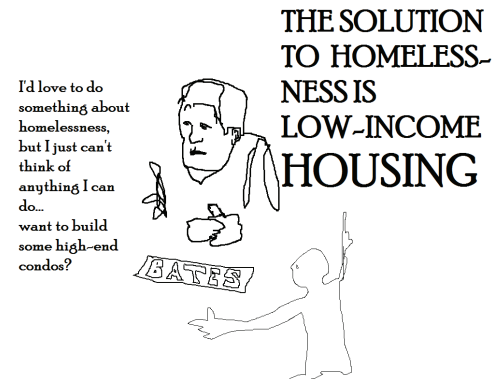 THE SOLUTION
TO HOMELESS-
NESS IS
LOW-INCOME
HOUSING
I'd love to do
something about
homelessness,
but I just can't
think of
anything I can
do...
want to build
some high-end
condos?
BATES